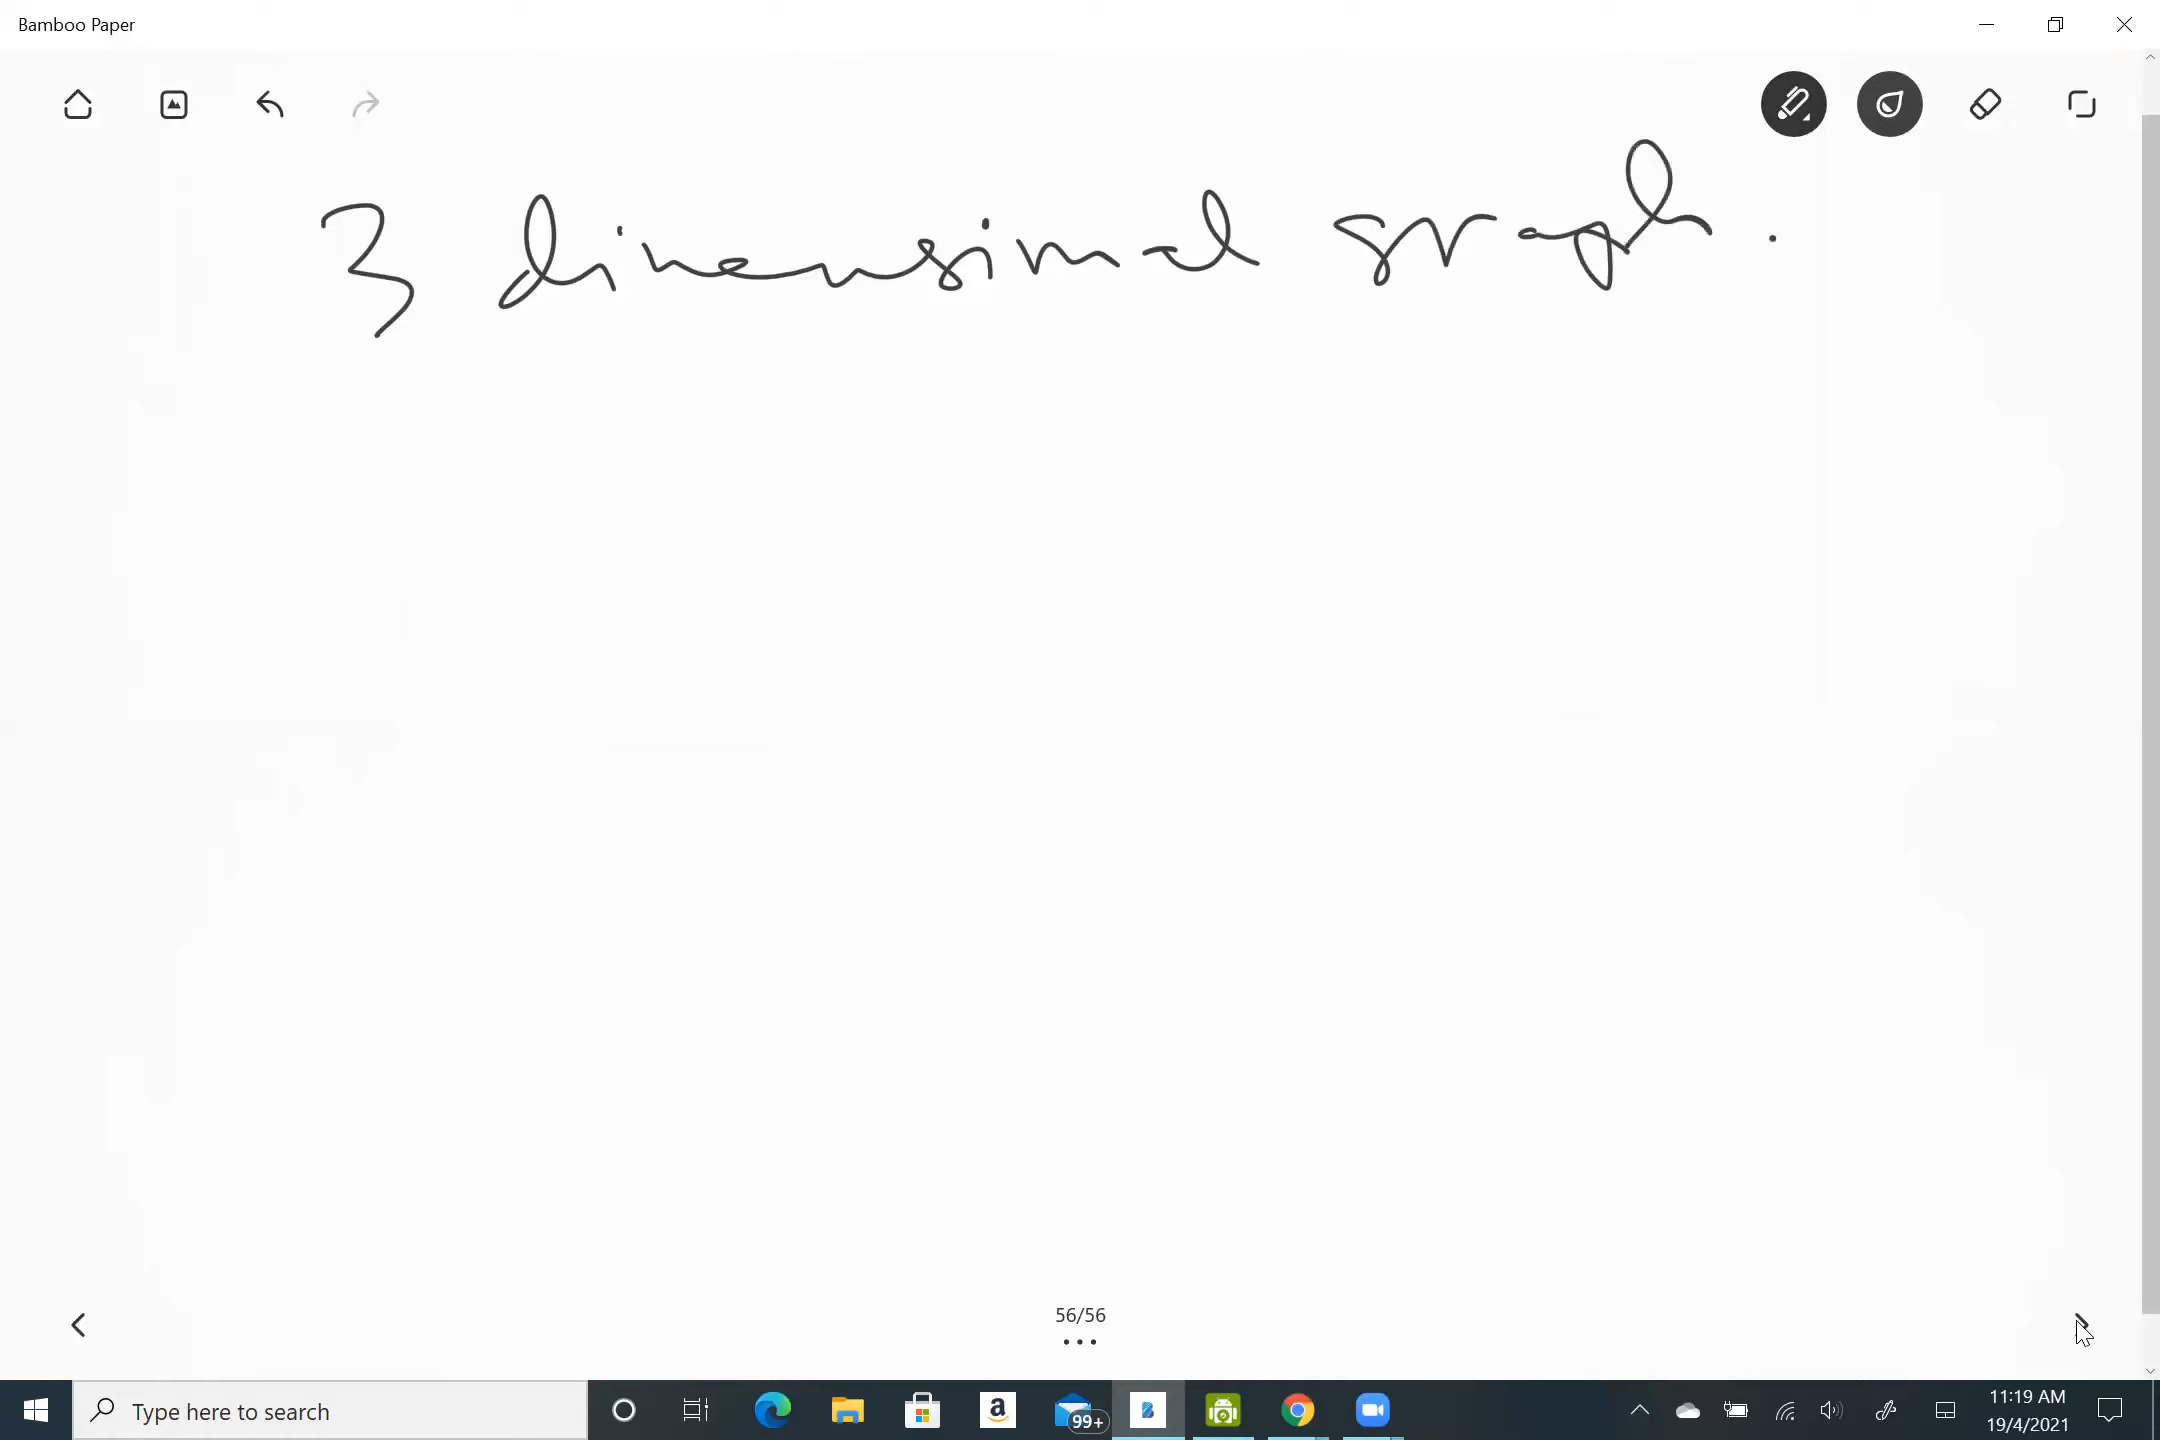 Bamboo Paper
3 dimensional graph.
56/56
Type here to search
99+
11:19 AM
19/4/2021